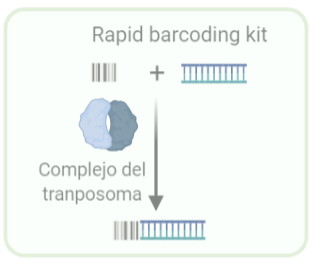 Rapid barcoding kit
+
Complejo del
tranposoma